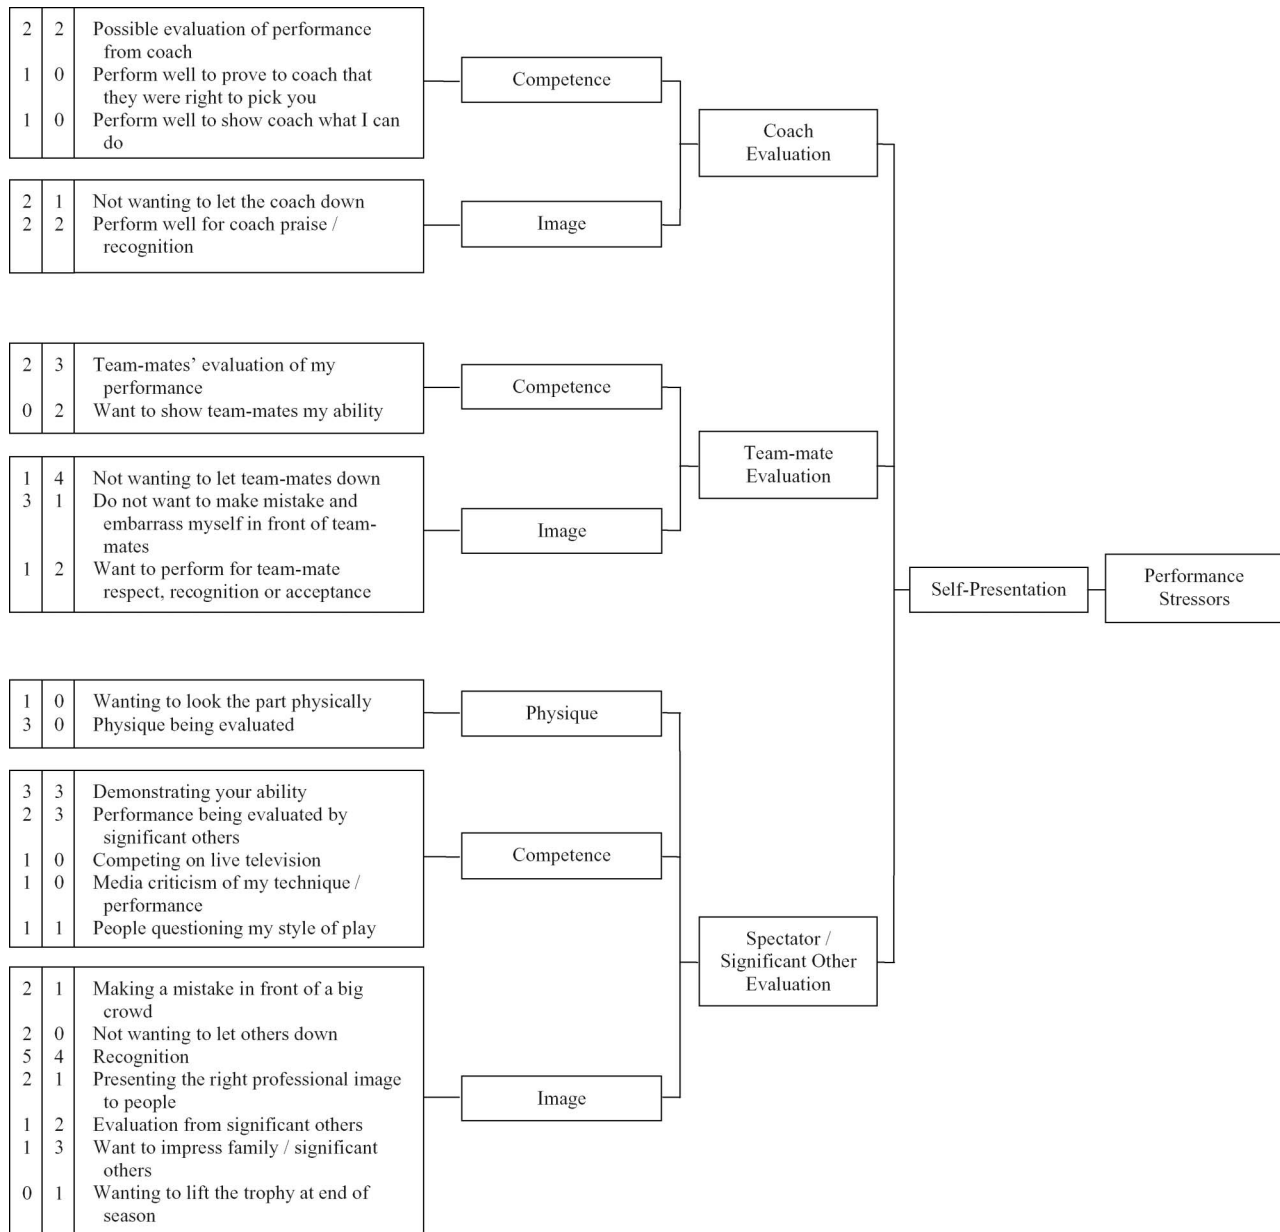 2 2 Possible evaluation of performance
from coach
1 0 Perform well to prove to coach that
they were right to pick you
1 0 Perform well to show coach what I can
do
Competence
2 1 Not wanting to let the coach down
2 2 Perform well for coach praise /
recognition
Image
Coach
Evaluation
2 3 Team-mates’ evaluation of my
performance
0 2 Want to show team-mates my ability
Competence
1 4 Not wanting to let team-mates down
3 1 Do not want to make mistake and
embarrass myself in front of team-
mates
1 2 Want to perform for team-mate
respect, recognition or acceptance
Image
Team-mate
Evaluation
1 0 Wanting to look the part physically
3 0 Physique being evaluated
Physique
3 3 Demonstrating your ability
2 3 Performance being evaluated by
significant others
1 0 Competing on live television
1 0 Media criticism of my technique /
performance
1 1 People questioning my style of play
Competence
2 1 Making a mistake in front of a big
crowd
2 0 Not wanting to let others down
5 4 Recognition
2 1 Presenting the right professional image
to people
1 2 Evaluation from significant others
1 3 Want to impress family / significant
others
0 1 Wanting to lift the trophy at end of
season
Image
Spectator /
Significant Other
Evaluation
Self-Presentation
Performance
Stressors